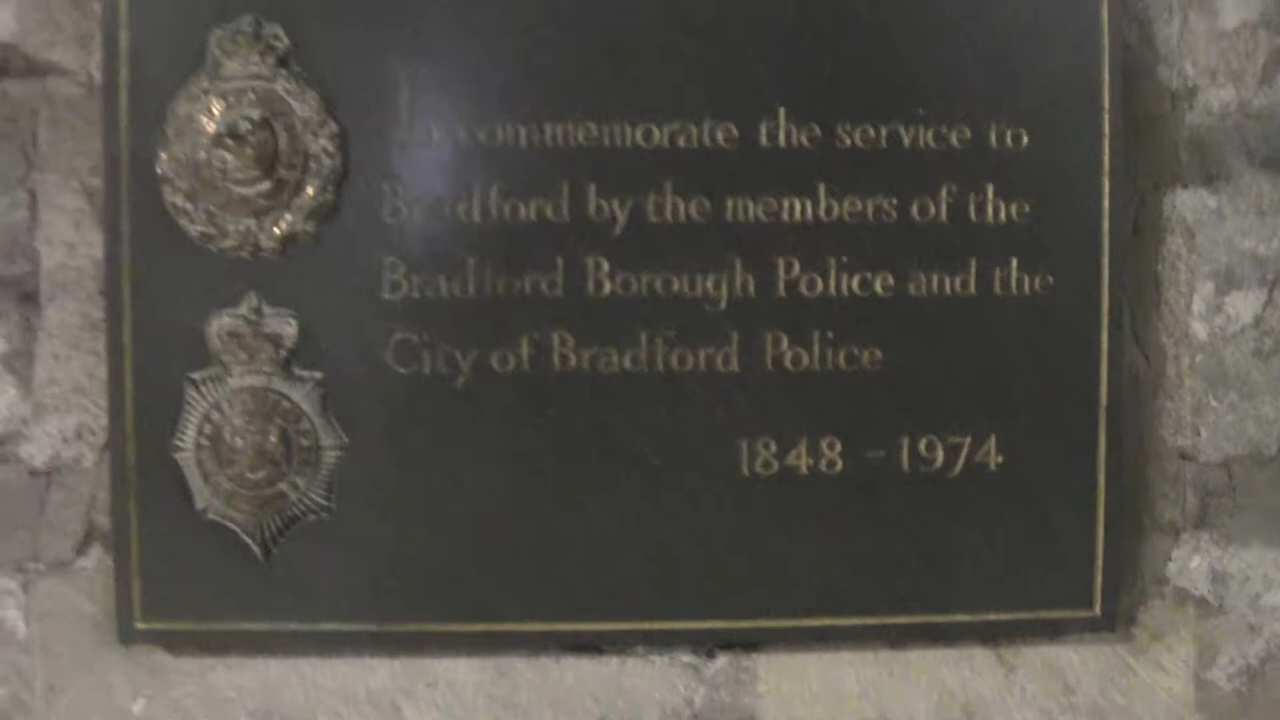 To commemorate the service to
Bradford by the members of the
Bradford Borough Police and the
City of Bradford Police
1848 - 1974